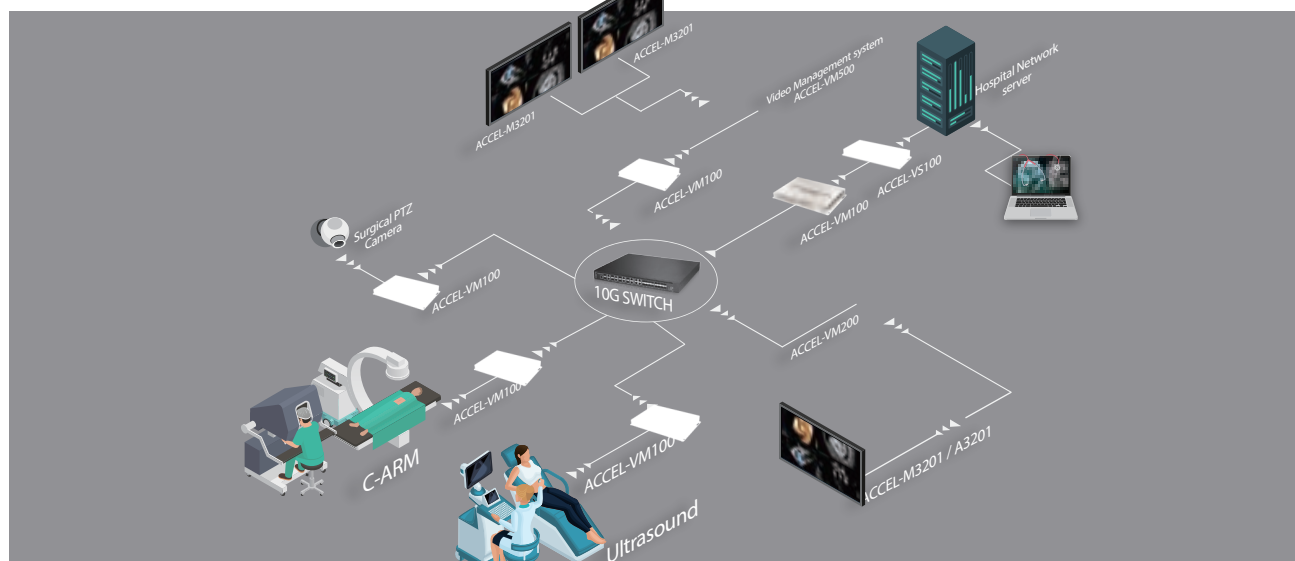 ACCEL-M3201
ACCEL-M3201
Video Management system
ACCEL-VM500
Hospital Network
server
ACCEL-VM100
ACCEL-VS100
ACCEL-VM100
Surgical PTZ
Camera
ACCEL-VM100
10G SWITCH
ACCEL-VM200
ACCEL-VM100
C-ARM
ACCEL-VM100
ACCEL-M3201 / A3201
Ultrasound